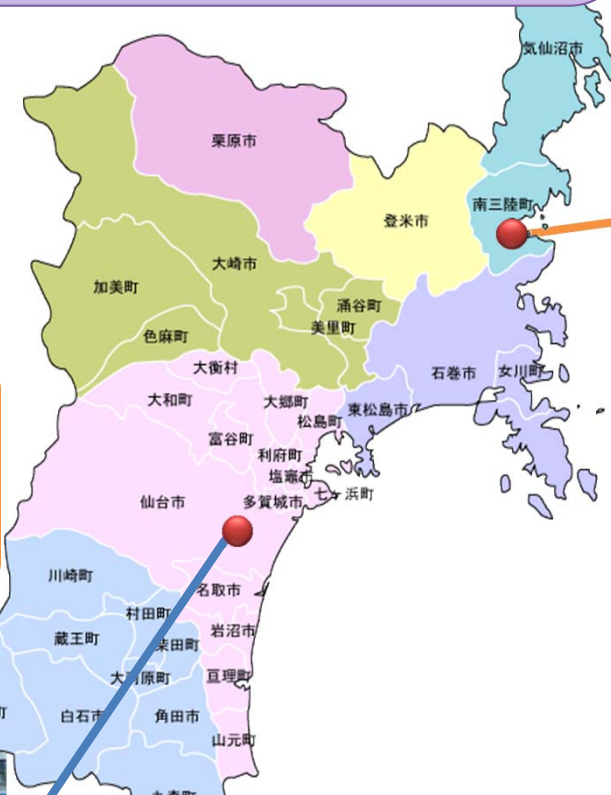 気仙沼市
栗原市
南三陸町
登米市
大崎市
加美町
涌谷町
美里町
色麻町
大衡村
石巻市
女川町
大和町
大郷町
東松島市
松島町
富谷町
利府町
塩竈市
七ヶ浜町
仙台市
多賀城市
川崎町
名取市
村田町
岩沼市
蔵王町
柴田町
大河原町
亘理町
町
白石市
角田市
山元町